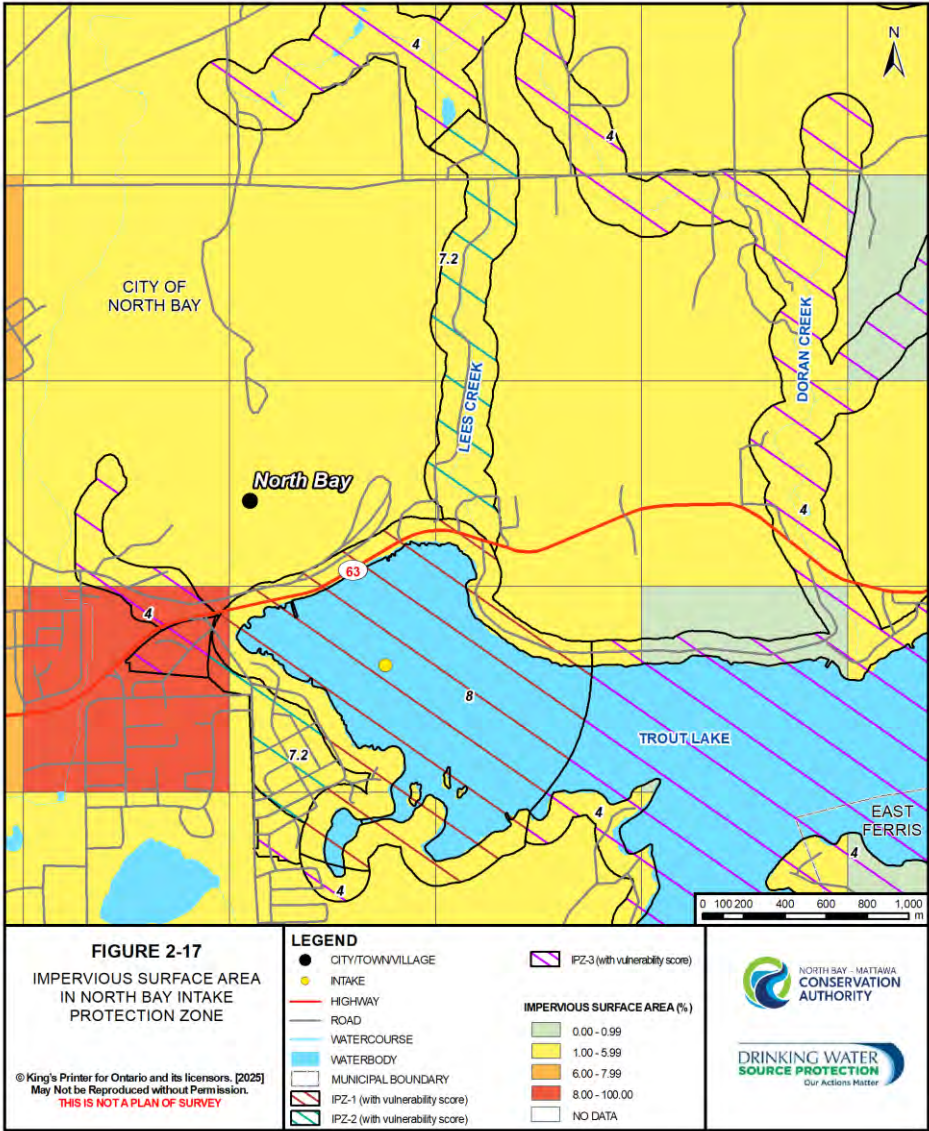 N
4
4
7.2
CITY OF
NORTH BAY
LEES CREEK
DORAN CREEK
North Bay
4
63
4
8
TROUT LAKE
7.2
4
EAST
FERRIS
4
4
0 100 200 400 600 800 1,000
m
FIGURE 2-17
IMPERVIOUS SURFACE AREA
IN NORTH BAY INTAKE
PROTECTION ZONE
© King's Printer for Ontario and its licensors. [2025]
May Not be Reproduced without Permission.
THIS IS NOT A PLAN OF SURVEY
LEGEND
CITY/TOWN/VILLAGE
INTAKE
HIGHWAY
ROAD
WATERCOURSE
WATERBODY
MUNICIPAL BOUNDARY
IPZ-1 (with vulnerability score)
IPZ-2 (with vulnerability score)
IPZ-3 (with vulnerability score)
IMPERVIOUS SURFACE AREA (%)
0.00 - 0.99
1.00 - 5.99
6.00 - 7.99
8.00 - 100.00
NO DATA
NORTH BAY - MATTAWA
CONSERVATION
AUTHORITY
DRINKING WATER
SOURCE PROTECTION
Our Actions Matter